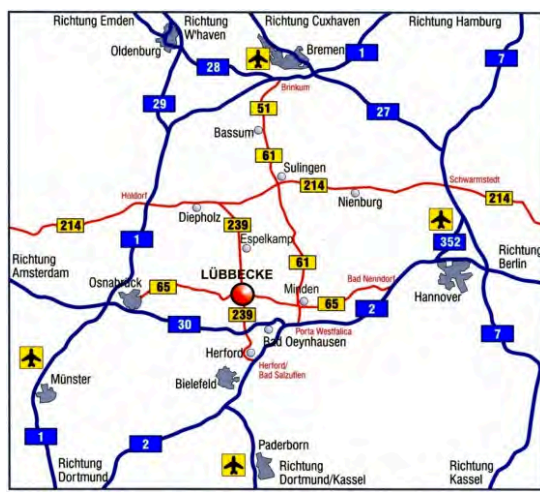 Richtung Emden
Richtung
W'haven
Richtung Cuxhaven
Richtung Hamburg
Oldenburg
Bremen
1
7
28
Brinkum
29
51
27
Bassum
61
Sulingen
Schwarmstedt
Holdorf
214
214
Nienburg
Diepholz
214
239
1
Espelkamp
352
Richtung
Amsterdam
61
Richtung
Berlin
LÜBBECKE
Bad Nenndorf
Osnabrück
65
Minden
65
Hannover
2
30
239
Porta Westfalica
7
Bad Oeynhausen
Herford
Herford/
Bad Salzuflen
Münster
Bielefeld
1
2
Paderborn
Richtung
Dortmund
Richtung
Dortmund/Kassel
Richtung
Kassel